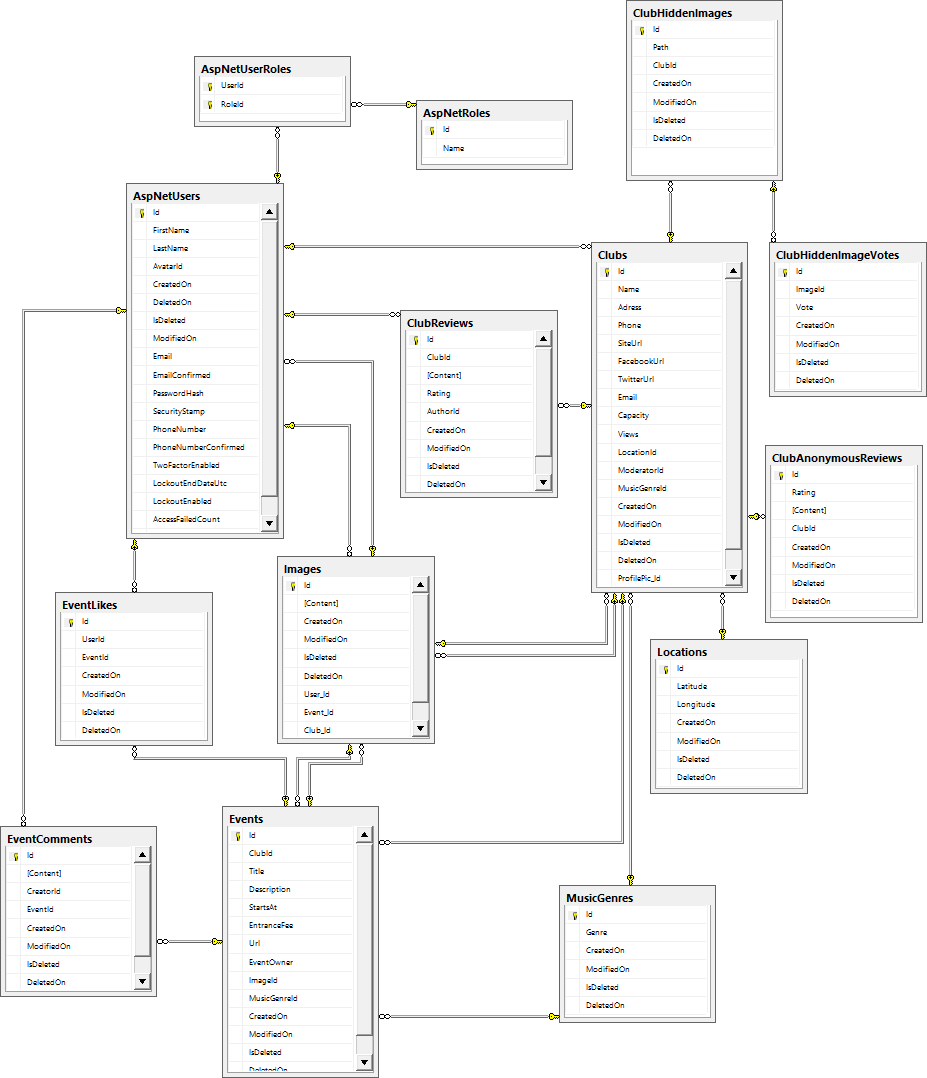 ClubHiddenImages
Id
Path
ClubId
CreatedOn
ModifiedOn
IsDeleted
DeletedOn
AspNetUserRoles
UserId
RoleId
AspNetRoles
Id
Name
AspNetUsers
Id
FirstName
LastName
AvatarId
CreatedOn
DeletedOn
IsDeleted
ModifiedOn
Email
EmailConfirmed
PasswordHash
SecurityStamp
PhoneNumber
PhoneNumberConfirmed
TwoFactorEnabled
LockoutEndDateUtc
LockoutEnabled
AccessFailedCount
Clubs
Id
Name
Adress
Phone
SiteUrl
FacebookUrl
TwitterUrl
Email
Capacity
Views
LocationId
ModeratorId
MusicGenreId
CreatedOn
ModifiedOn
IsDeleted
DeletedOn
ProfilePic_Id
ClubHiddenImageVotes
Id
ImageId
Vote
CreatedOn
ModifiedOn
IsDeleted
DeletedOn
ClubReviews
Id
ClubId
[Content]
Rating
AuthorId
CreatedOn
ModifiedOn
IsDeleted
DeletedOn
ClubAnonymousReviews
Id
Rating
[Content]
ClubId
CreatedOn
ModifiedOn
IsDeleted
DeletedOn
Images
Id
[Content]
CreatedOn
ModifiedOn
IsDeleted
DeletedOn
User_Id
Event_Id
Club_Id
EventLikes
Id
UserId
EventId
CreatedOn
ModifiedOn
IsDeleted
DeletedOn
Locations
Id
Latitude
Longitude
CreatedOn
ModifiedOn
IsDeleted
DeletedOn
Events
Id
ClubId
Title
Description
StartsAt
EntranceFee
Url
EventOwner
ImageId
MusicGenreId
CreatedOn
ModifiedOn
IsDeleted
DeletedOn
EventComments
Id
[Content]
CreatorId
EventId
CreatedOn
ModifiedOn
IsDeleted
DeletedOn
MusicGenres
Id
Genre
CreatedOn
ModifiedOn
IsDeleted
DeletedOn